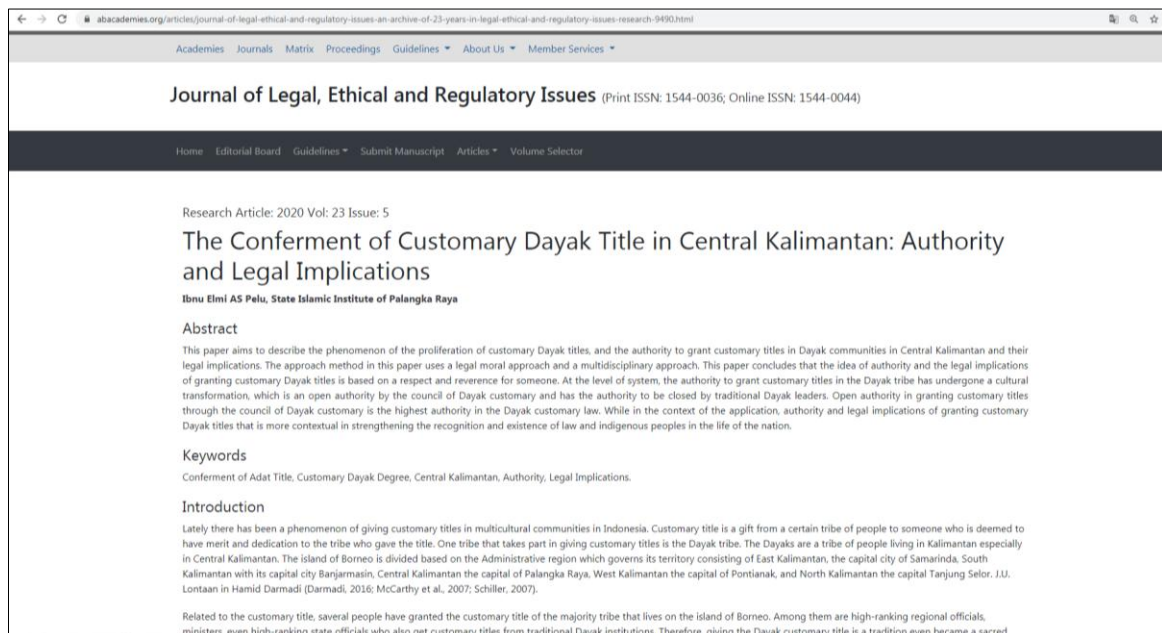 abacademies.org/articles/journal-of-legal-ethical-and-regulatory-issues-an-archive-of-23-years-in-legal-ethical-and-regulatory-issues-research-9490.html
Academies Journals Matrix Proceedings Guidelines About Us Member Services
Journal of Legal, Ethical and Regulatory Issues (Print ISSN: 1544-0036; Online ISSN: 1544-0044)
Home Editorial Board Guidelines Submit Manuscript Articles Volume Selector
Research Article: 2020 Vol: 23 Issue: 5
The Conferment of Customary Dayak Title in Central Kalimantan: Authority
and Legal Implications
Ibnu Elmi AS Pelu, State Islamic Institute of Palangka Raya
Abstract
This paper aims to describe the phenomenon of the proliferation of customary Dayak titles, and the authority to grant customary titles in Dayak communities in Central Kalimantan and their
legal implications. The approach method in this paper uses a legal moral approach and a multidisciplinary approach. This paper concludes that the idea of authority and the legal implications
of granting customary Dayak titles is based on a respect and reverence for someone. At the level of system, the authority to grant customary titles in the Dayak tribe has undergone a cultural
transformation, which is an open authority by the council of Dayak customary and has the authority to be closed by traditional Dayak leaders. Open authority in granting customary titles
through the council of Dayak customary is the highest authority in the Dayak customary law. While in the context of the application, authority and legal implications of granting customary
Dayak titles that is more contextual in strengthening the recognition and existence of law and indigenous peoples in the life of the nation.
Keywords
Conferment of Adat Title, Customary Dayak Degree, Central Kalimantan, Authority, Legal Implications.
Introduction
Lately there has been a phenomenon of giving customary titles in multicultural communities in Indonesia. Customary title is a gift from a certain tribe of people to someone who is deemed to
have merit and dedication to the tribe who gave the title. One tribe that takes part in giving customary titles is the Dayak tribe. The Dayaks are a tribe of people living in Kalimantan especially
in Central Kalimantan. The island of Borneo is divided based on the Administrative region which governs its territory consisting of East Kalimantan, the capital city of Samarinda, South
Kalimantan with its capital city Banjarmasin, Central Kalimantan the capital of Palangka Raya, West Kalimantan the capital of Pontianak, and North Kalimantan the capital Tanjung Selor. J.U.
Lontaan in Hamid Darmadi (Darmadi, 2016; McCarthy et al., 2007; Schiller, 2007).
Related to the customary title, several people have granted the customary title of the majority tribe that lives on the island of Borneo. Among them are high-ranking regional officials,
ministers, even high-ranking state officials who also get customary titles from traditional Dayak institutions. Therefore, giving the Dayak customary title is a tradition even became a sacred